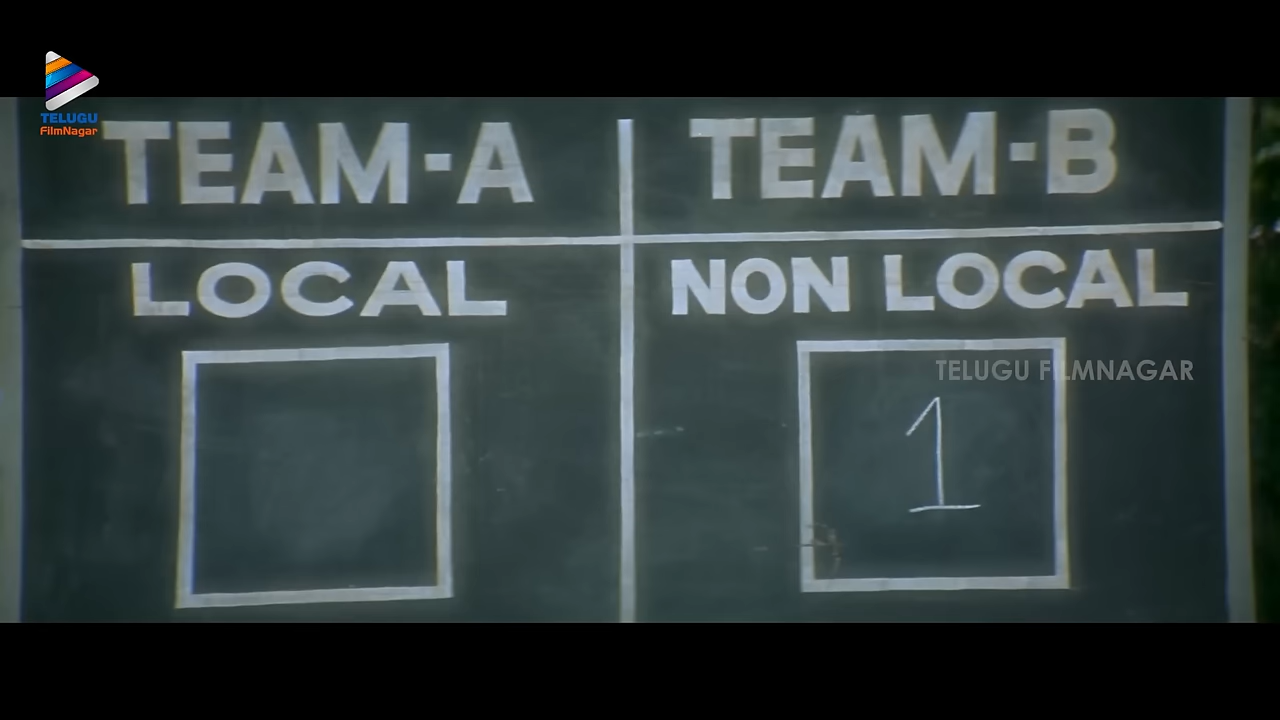 TELUGU
FilmNagar
TEAM-A
TEAM-B
LOCAL
NON LOCAL
TELUGU FILMNAGAR
1